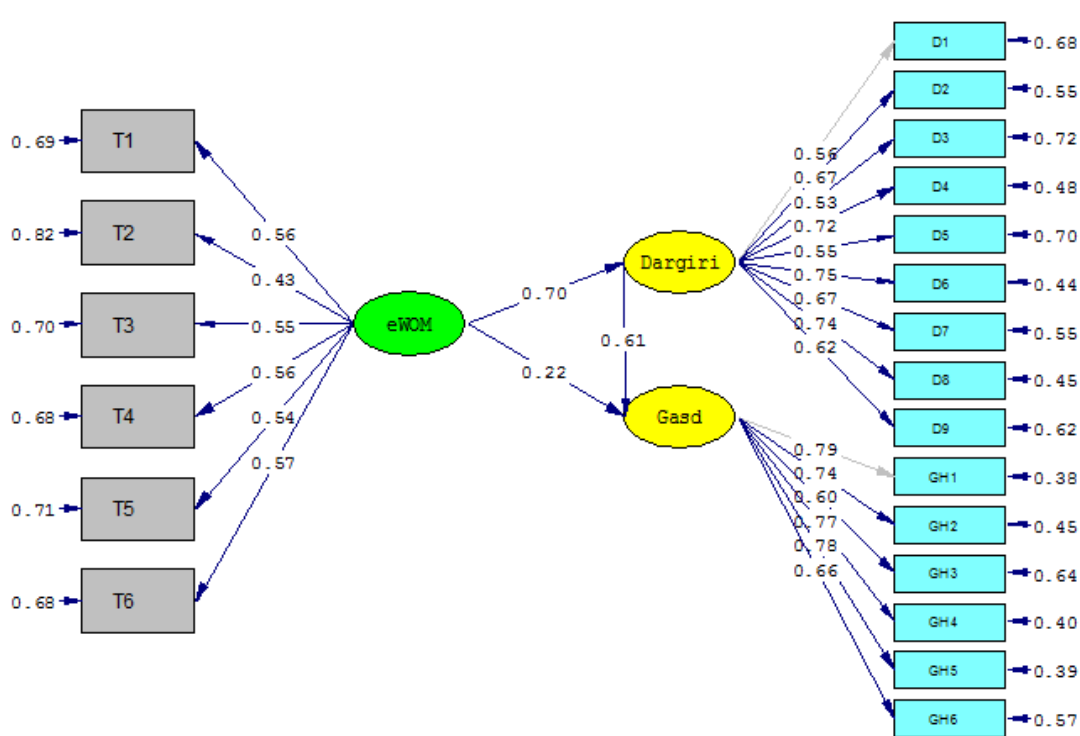 0.69 T1
0.82 T2
0.70 T3
0.68 T4
0.71 T5
0.68 T6
0.56
0.43
0.55
0.56
0.54
0.57
eWOM
0.70
0.22
Dargiri
0.61
Gasd
0.56
0.67
0.53
0.72
0.55
0.75
0.67
0.74
0.62
0.79
0.74
0.60
0.77
0.78
0.66
D1 0.68
D2 0.55
D3 0.72
D4 0.48
D5 0.70
D6 0.44
D7 0.55
D8 0.45
D9 0.62
GH1 0.38
GH2 0.45
GH3 0.64
GH4 0.40
GH5 0.39
GH6 0.57